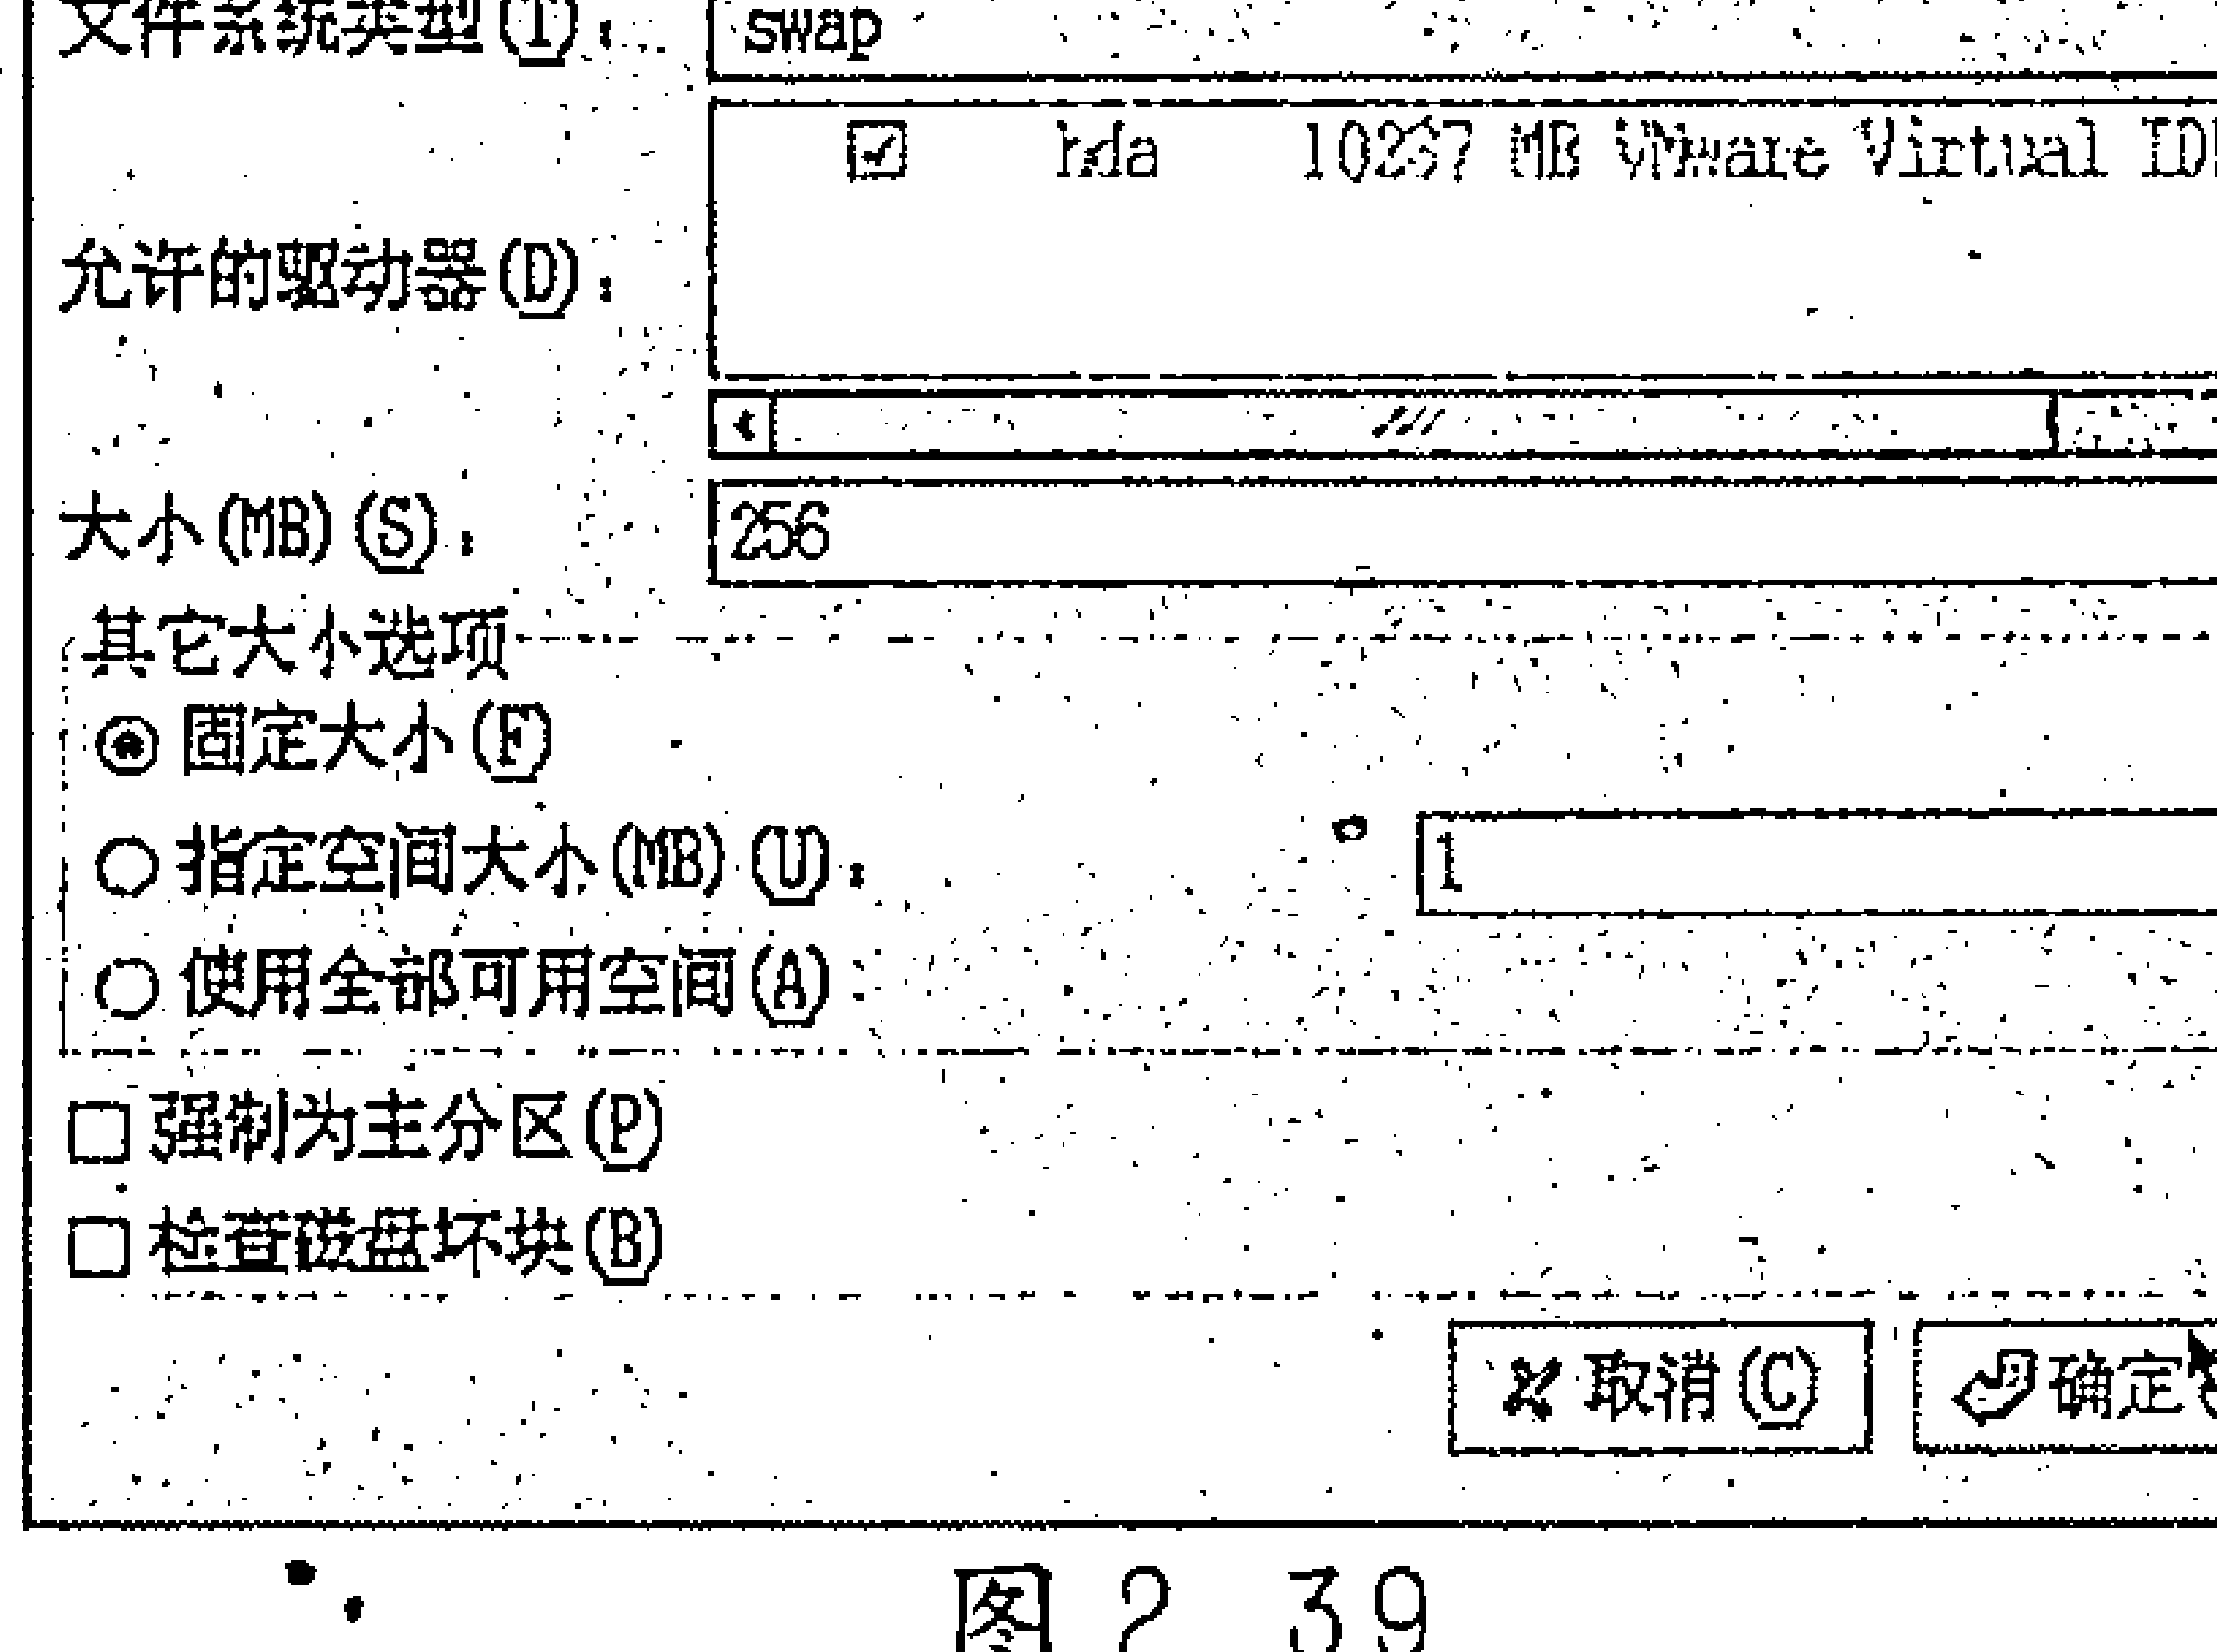 文件系统类型(T): swap
☑ hda 10237 MB VMware Virtual
允许的驱动器(D):
大小(MB)(S): 256
其它大小选项
固定大小(F)
指定空间大小(MB)(U): 1
使用全部可用空间(A)
强制为主分区(P)
检查磁盘坏块(B)
取消(C) 确定
图2 39